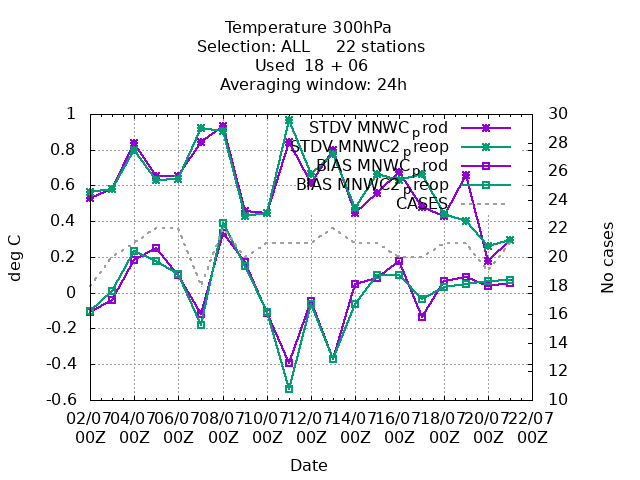 Temperature 300hPa
Selection: ALL     22 stations
Used  18 + 06
Averaging window: 24h
1 30
STDV MNWCprod
0.8 28
STDV MNWC2preop
BIAS MNWCprod
0.6 26
BIAS MNWC2preop
CASES
24
0.4 22
0.2 20
0 18
-0.2 16
14
-0.4 12
-0.6 10
deg C
No cases
02/07 04/07 06/07 08/07 10/07 12/07 14/07 16/07 18/07 20/07 22/07
00Z 00Z 00Z 00Z 00Z 00Z 00Z 00Z 00Z 00Z 00Z
Date